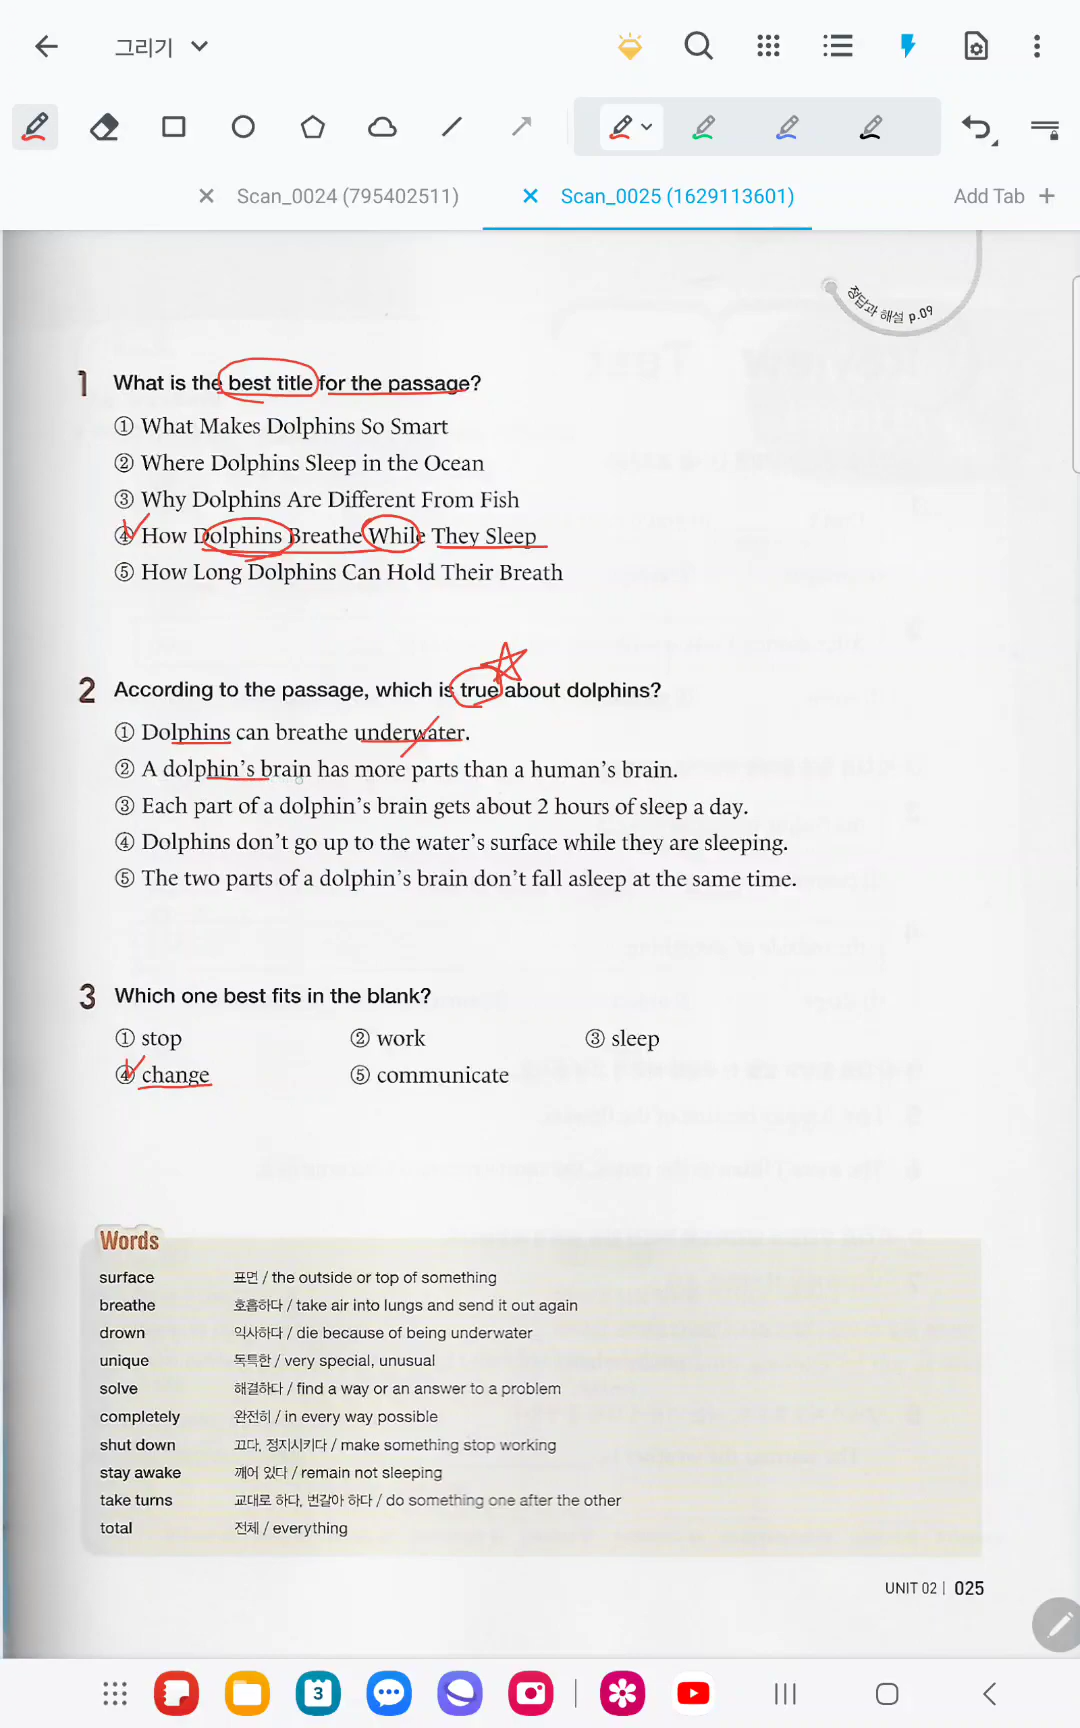 그리기
Scan_0024 (795402511)
Scan_0025 (1629113601)
Add Tab
정답과 해설 p.09
1 What is the best title for the passage?
① What Makes Dolphins So Smart
② Where Dolphins Sleep in the Ocean
③ Why Dolphins Are Different From Fish
④ How Dolphins Breathe While They Sleep
⑤ How Long Dolphins Can Hold Their Breath
2 According to the passage, which is true about dolphins?
① Dolphins can breathe underwater.
② A dolphin's brain has more parts than a human's brain.
③ Each part of a dolphin's brain gets about 2 hours of sleep a day.
④ Dolphins don't go up to the water's surface while they are sleeping.
⑤ The two parts of a dolphin's brain don't fall asleep at the same time.
3 Which one best fits in the blank?
① stop ② work ③ sleep
④ change ⑤ communicate
Words
surface 표면 / the outside or top of something
breathe 호흡하다 / take air into lungs and send it out again
drown 익사하다 / die because of being underwater
unique 독특한 / very special, unusual
solve 해결하다 / find a way or an answer to a problem
completely 완전히 / in every way possible
shut down 끄다, 정지시키다 / make something stop working
stay awake 깨어 있다 / remain not sleeping
take turns 교대로 하다, 번갈아 하다 / do something one after the other
total 전체 / everything
UNIT 02 | 025
3